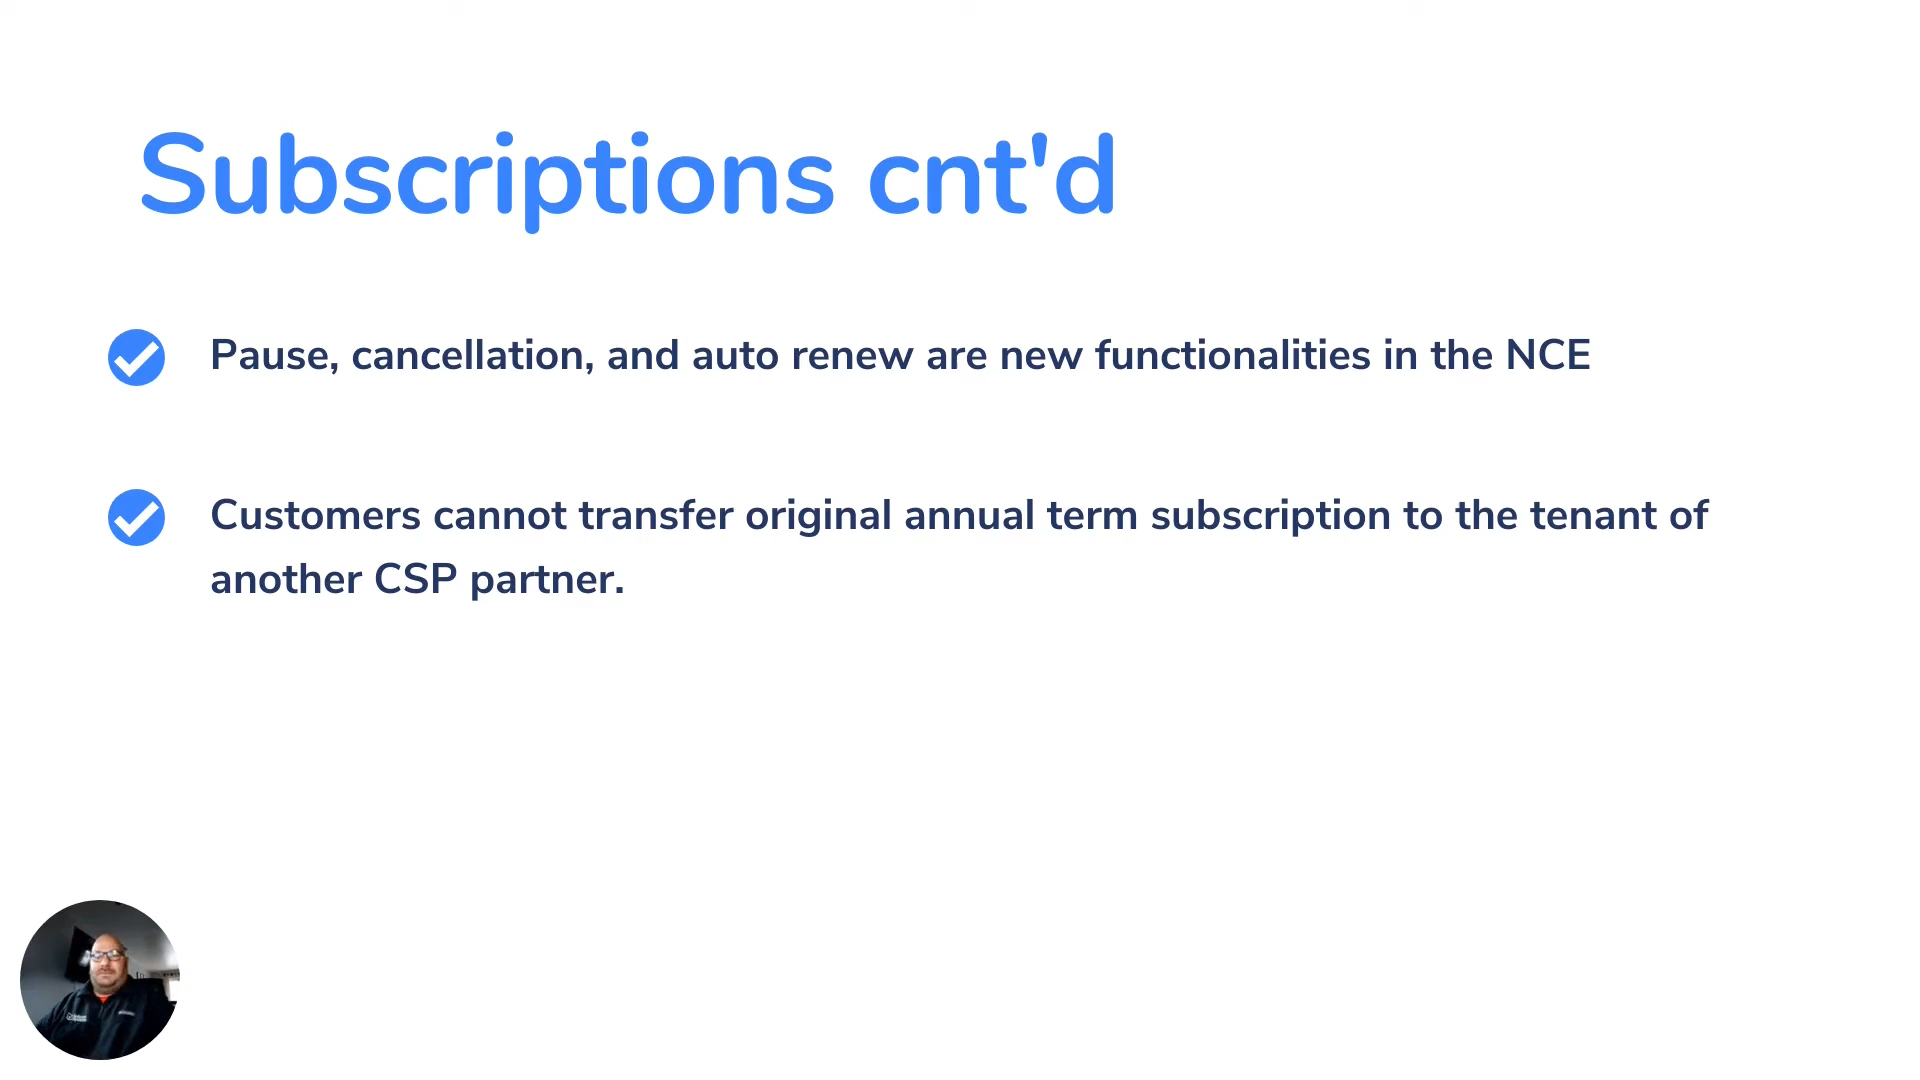 Subscriptions cnt'd
Pause, cancellation, and auto renew are new functionalities in the NCE
Customers cannot transfer original annual term subscription to the tenant of
another CSP partner.